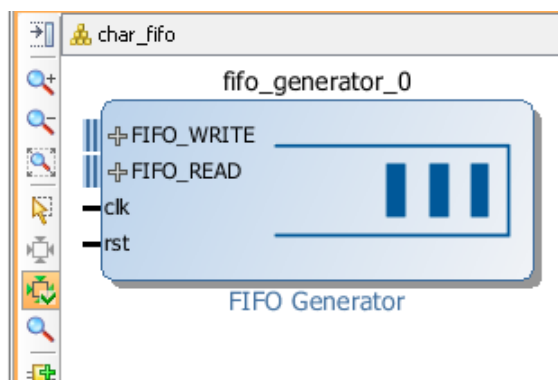 char_fifo
fifo_generator_0
FIFO_WRITE
FIFO_READ
clk
rst
FIFO Generator